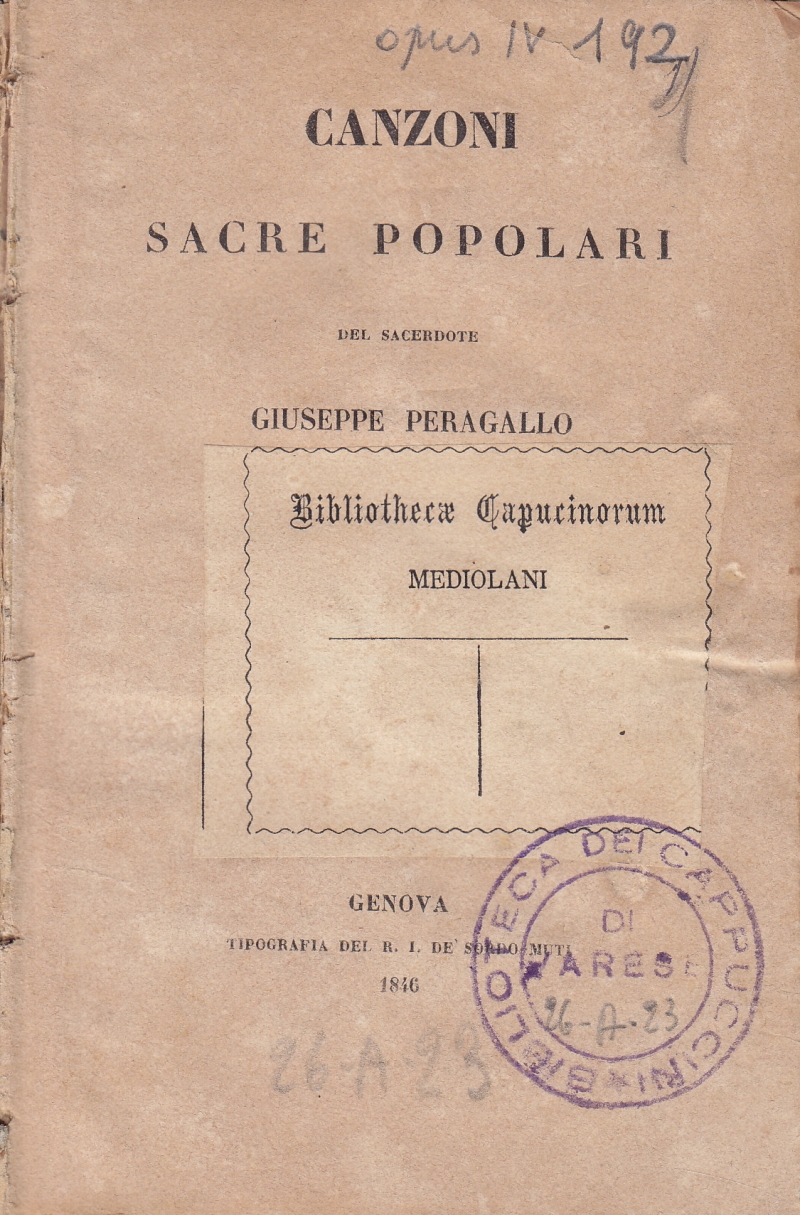 opus IV 192
CANZONI
SACRE POPOLARI
DEL SACERDOTE
GIUSEPPE PERAGALLO
Bibliothecæ Capucinorum
MEDIOLANI
GENOVA
TIPOGRAFIA DEL R. I. DE' SORDO-MUTI
1846
BIBLIOTECA DEI CAPPUCCINI
DI
VARESE
26-A-23
26-A-23